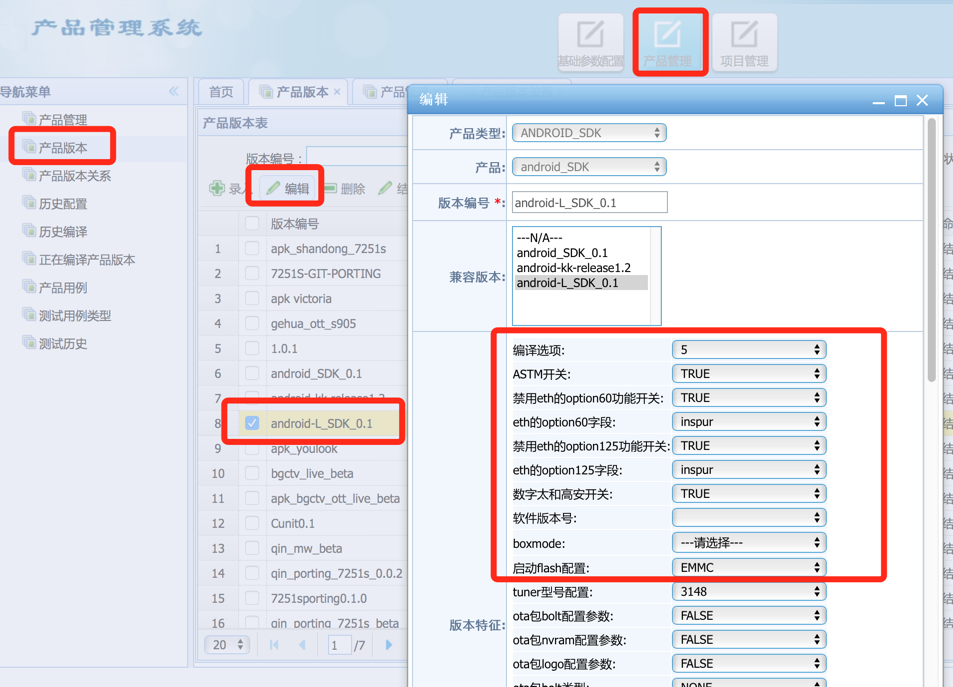 产品管理系统
基础参数配置
产品管理
项目管理
导航菜单
产品管理
产品版本
产品版本关系
历史配置
历史编译
正在编译产品版本
产品用例
测试用例类型
测试历史
首页
产品版本
产品版本表
版本编号：
编辑
删除
版本编号
1 apk_shandong_7251s
2 7251S-GIT-PORTING
3 apk victoria
4 gehua_ott_s905
5 1.0.1
6 android_SDK_0.1
7 android-kk-release1.2
8 android-L_SDK_0.1
9 apk_youlook
10 bgctv_live_beta
11 apk_bgctv_ott_live_beta
12 Cunit0.1
13 qin_mw_beta
14 qin_porting_7251s_0.0.2
15 7251sporting0.1.0
16 qin_porting_7251s_beta
20 1 /7
编辑
产品类型: ANDROID_SDK
产品: android_SDK
版本编号 *: android-L_SDK_0.1
兼容版本:
---N/A---
android_SDK_0.1
android-kk-release1.2
android-L_SDK_0.1
版本特征:
编译选项: 5
ASTM开关: TRUE
禁用eth的option60功能开关: TRUE
eth的option60字段: inspur
禁用eth的option125功能开关: TRUE
eth的option125字段: inspur
数字太和高安开关: TRUE
软件版本号:
boxmode: ---请选择---
启动flash配置: EMMC
tuner型号配置: 3148
ota包bolt配置参数: FALSE
ota包nvram配置参数: FALSE
ota包logo配置参数: FALSE
ota包bolt类型: NONE